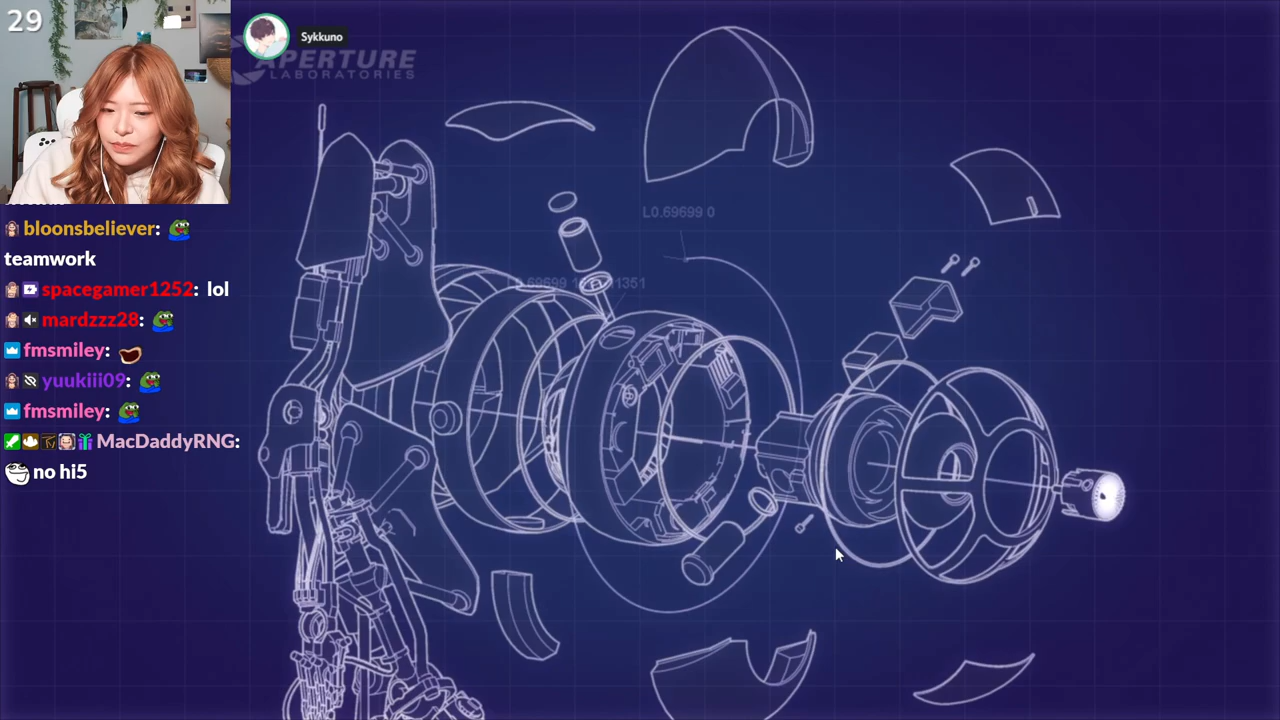 29
Sykkuno
APERTURE
LABORATORIES
L0.69699 0
bloonsbeliever:
teamwork
spacegamer1252: lol
mardzzz28:
fmsmiley:
yuukiii09:
fmsmiley:
MacDaddyRNG:
no hi5